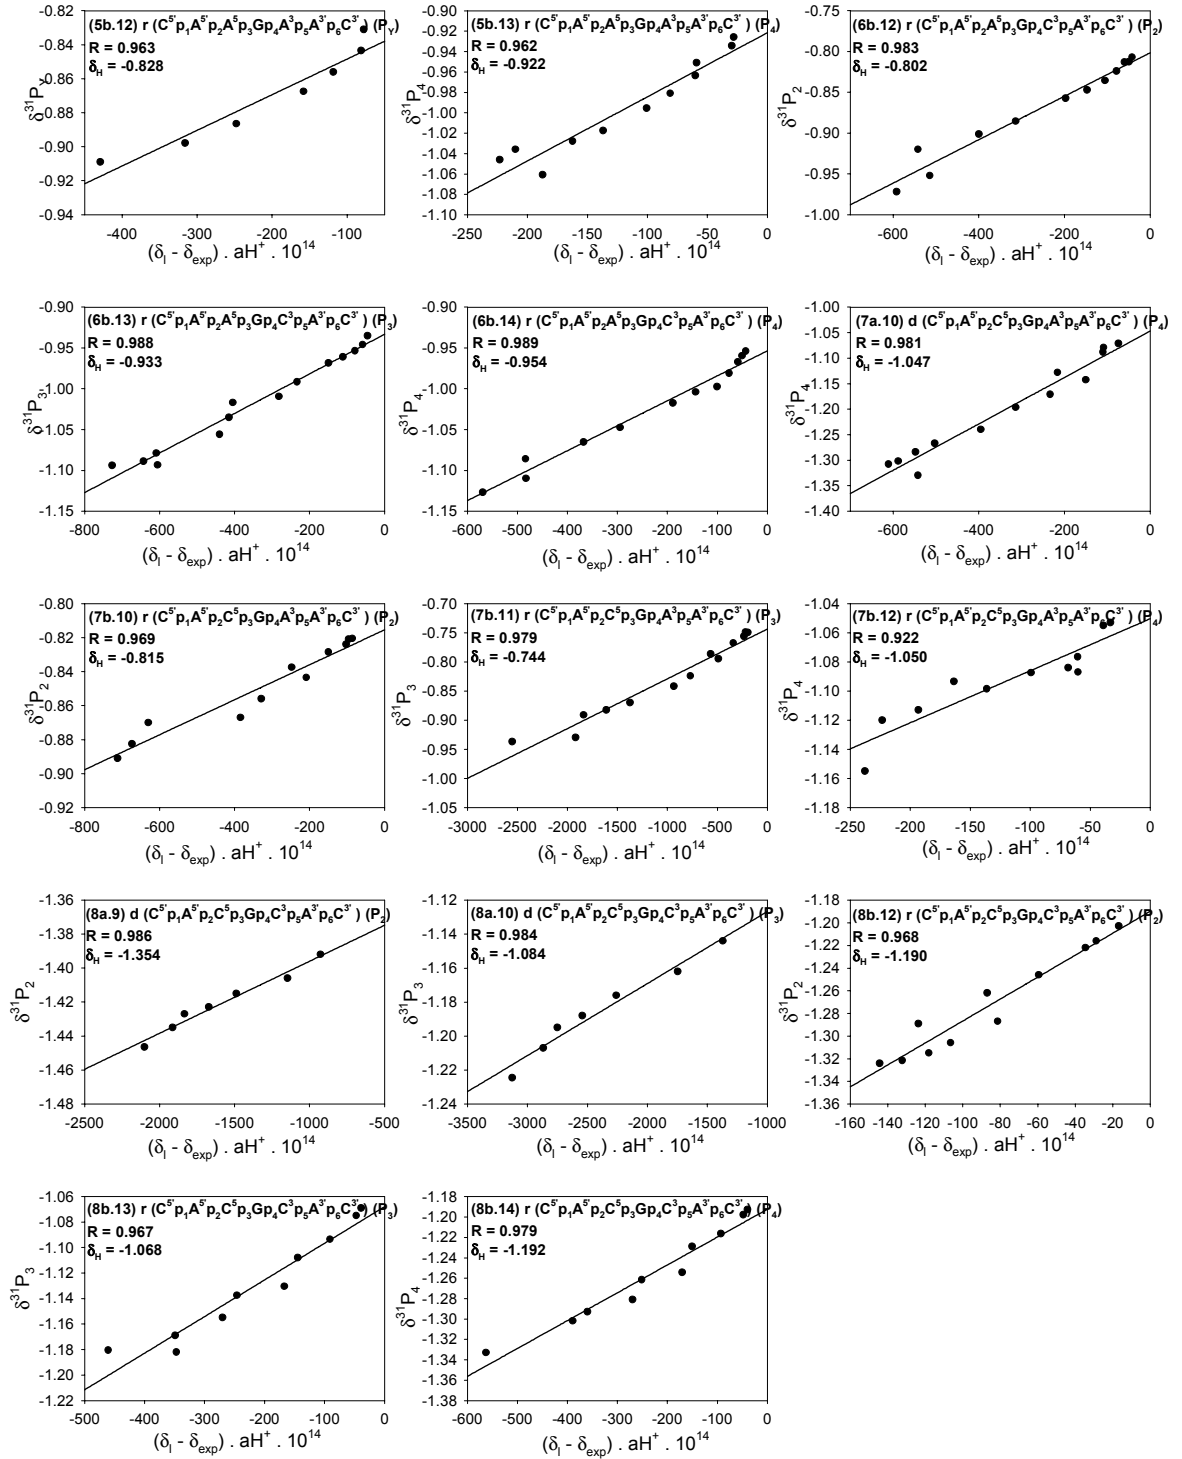 (5b.12) r (C5'p1A5'p2A5p3Gp4A3p5A3'p6C3' ) (PY)
R = 0.963
δH = -0.828
δ31PY
-0.82
-0.84
-0.86
-0.88
-0.90
-0.92
-0.94
-400 -300 -200 -100
(δl - δexp) . aH+ . 10^14
(5b.13) r (C5'p1A5'p2A5p3Gp4A3p5A3'p6C3' ) (P4)
R = 0.962
δH = -0.922
δ31P4
-0.90
-0.92
-0.94
-0.96
-0.98
-1.00
-1.02
-1.04
-1.06
-1.08
-1.10
-250 -200 -150 -100 -50 0
(δl - δexp) . aH+ . 10^14
(6b.12) r (C5'p1A5'p2A5p3Gp4C3p5A3'p6C3' ) (P2)
R = 0.983
δH = -0.802
δ31P2
-0.75
-0.80
-0.85
-0.90
-0.95
-1.00
-600 -400 -200 0
(δl - δexp) . aH+ . 10^14
(6b.13) r (C5'p1A5'p2A5p3Gp4C3p5A3'p6C3' ) (P3)
R = 0.988
δH = -0.933
δ31P3
-0.90
-0.95
-1.00
-1.05
-1.10
-1.15
-800 -600 -400 -200 0
(δl - δexp) . aH+ . 10^14
(6b.14) r (C5'p1A5'p2A5p3Gp4C3p5A3'p6C3' ) (P4)
R = 0.989
δH = -0.954
δ31P4
-0.90
-0.95
-1.00
-1.05
-1.10
-1.15
-600 -500 -400 -300 -200 -100 0
(δl - δexp) . aH+ . 10^14
(7a.10) d (C5'p1A5'p2C5p3Gp4A3p5A3'p6C3' ) (P4)
R = 0.981
δH = -1.047
δ31P4
-1.00
-1.05
-1.10
-1.15
-1.20
-1.25
-1.30
-1.35
-1.40
-600 -400 -200 0
(δl - δexp) . aH+ . 10^14
(7b.10) r (C5'p1A5'p2C5p3Gp4A3p5A3'p6C3' ) (P2)
R = 0.969
δH = -0.815
δ31P2
-0.80
-0.82
-0.84
-0.86
-0.88
-0.90
-0.92
-800 -600 -400 -200 0
(δl - δexp) . aH+ . 10^14
(7b.11) r (C5'p1A5'p2C5p3Gp4A3p5A3'p6C3' ) (P3)
R = 0.979
δH = -0.744
δ31P3
-0.70
-0.75
-0.80
-0.85
-0.90
-0.95
-1.00
-1.05
-3000 -2500 -2000 -1500 -1000 -500 0
(δl - δexp) . aH+ . 10^14
(7b.12) r (C5'p1A5'p2C5p3Gp4A3p5A3'p6C3' ) (P4)
R = 0.922
δH = -1.050
δ31P4
-1.04
-1.06
-1.08
-1.10
-1.12
-1.14
-1.16
-1.18
-250 -200 -150 -100 -50 0
(δl - δexp) . aH+ . 10^14
(8a.9) d (C5'p1A5'p2C5p3Gp4C3p5A3'p6C3' ) (P2)
R = 0.986
δH = -1.354
δ31P2
-1.36
-1.38
-1.40
-1.42
-1.44
-1.46
-1.48
-2500 -2000 -1500 -1000 -500
(δl - δexp) . aH+ . 10^14
(8a.10) d (C5'p1A5'p2C5p3Gp4C3p5A3'p6C3' ) (P3)
R = 0.984
δH = -1.084
δ31P3
-1.12
-1.14
-1.16
-1.18
-1.20
-1.22
-1.24
-3500 -3000 -2500 -2000 -1500 -1000
(δl - δexp) . aH+ . 10^14
(8b.12) r (C5'p1A5'p2C5p3Gp4C3p5A3'p6C3' ) (P2)
R = 0.968
δH = -1.190
δ31P2
-1.18
-1.20
-1.22
-1.24
-1.26
-1.28
-1.30
-1.32
-1.34
-1.36
-160 -140 -120 -100 -80 -60 -40 -20 0
(δl - δexp) . aH+ . 10^14
(8b.13) r (C5'p1A5'p2C5p3Gp4C3p5A3'p6C3' ) (P3)
R = 0.967
δH = -1.068
δ31P3
-1.06
-1.08
-1.10
-1.12
-1.14
-1.16
-1.18
-1.20
-1.22
-500 -400 -300 -200 -100 0
(δl - δexp) . aH+ . 10^14
(8b.14) r (C5'p1A5'p2C5p3Gp4C3p5A3'p6C3' ) (P4)
R = 0.979
δH = -1.192
δ31P4
-1.18
-1.20
-1.22
-1.24
-1.26
-1.28
-1.30
-1.32
-1.34
-1.36
-1.38
-600 -500 -400 -300 -200 -100 0
(δl - δexp) . aH+ . 10^14